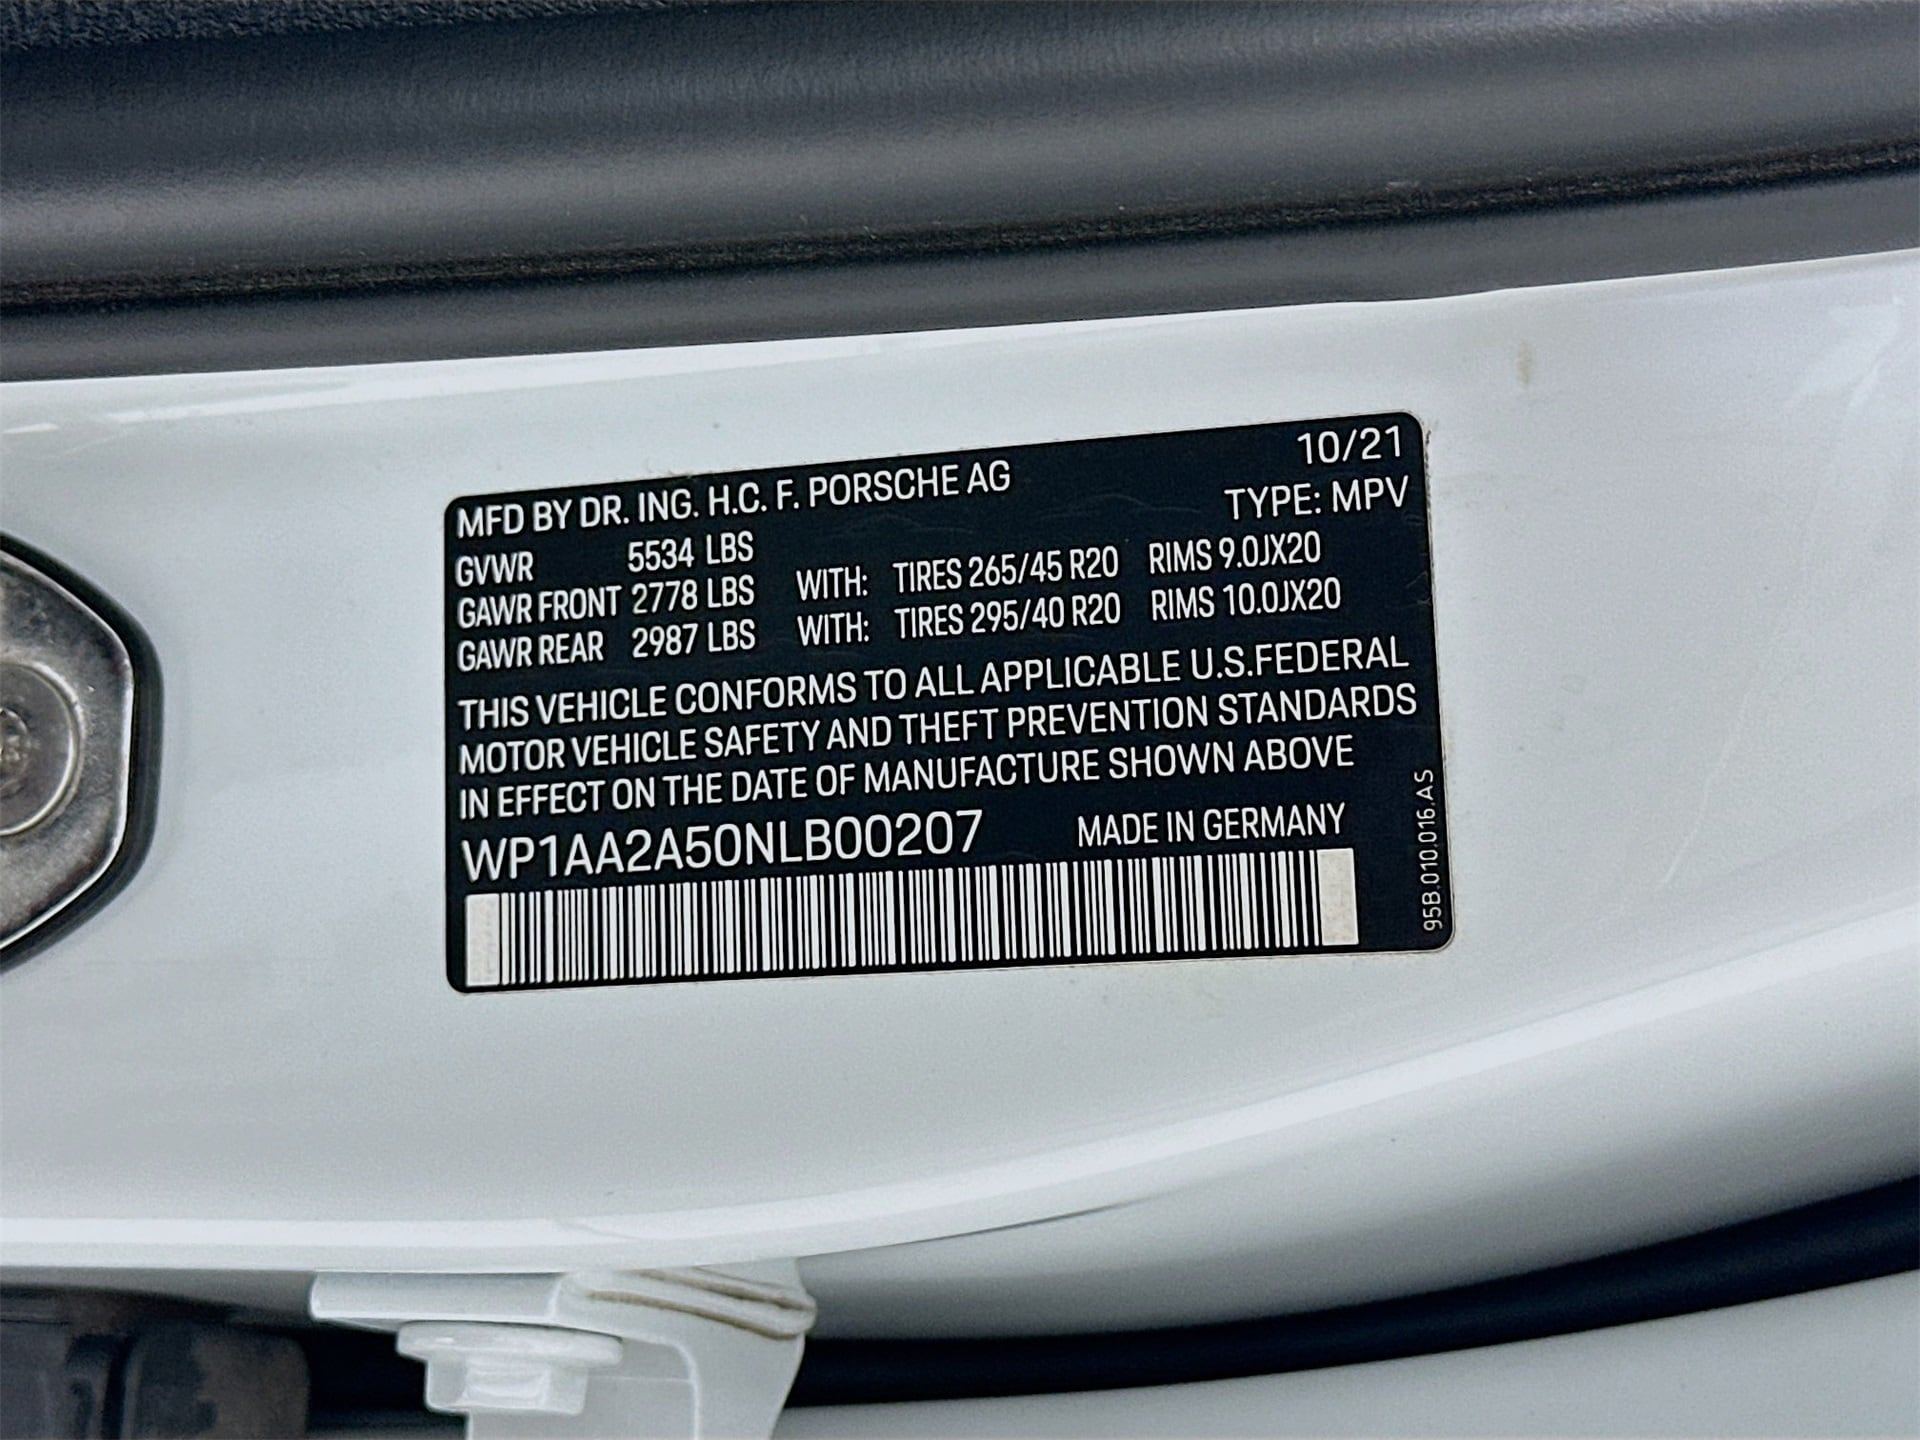 MFD BY DR. ING. H.C. F. PORSCHE AG 10/21
TYPE: MPV
GVWR 5534 LBS
GAWR FRONT 2778 LBS WITH: TIRES 265/45 R20 RIMS 9.0JX20
GAWR REAR 2987 LBS WITH: TIRES 295/40 R20 RIMS 10.0JX20
THIS VEHICLE CONFORMS TO ALL APPLICABLE U.S.FEDERAL
MOTOR VEHICLE SAFETY AND THEFT PREVENTION STANDARDS
IN EFFECT ON THE DATE OF MANUFACTURE SHOWN ABOVE
WP1AA2A50NLB00207 MADE IN GERMANY
95B.010.016.AS